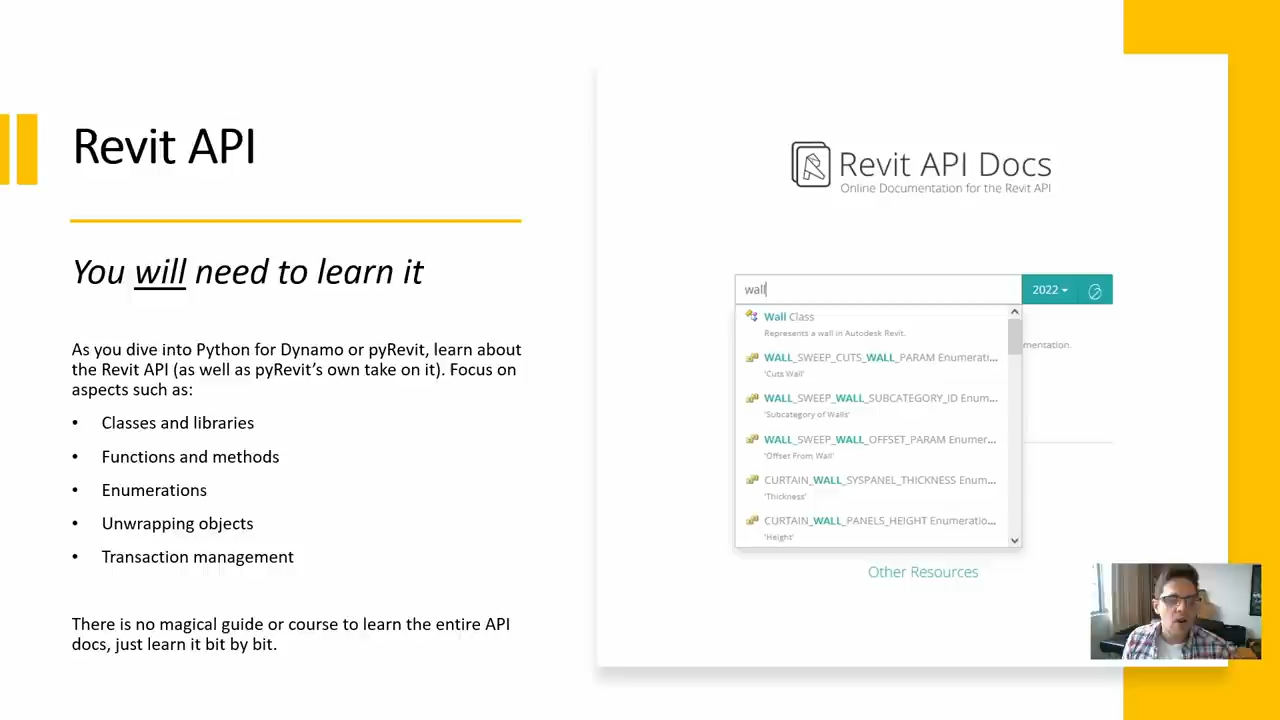 Revit API
You will need to learn it
As you dive into Python for Dynamo or pyRevit, learn about
the Revit API (as well as pyRevit's own take on it). Focus on
aspects such as:
• Classes and libraries
• Functions and methods
• Enumerations
• Unwrapping objects
• Transaction management
There is no magical guide or course to learn the entire API
docs, just learn it bit by bit.
Revit API Docs
Online Documentation for the Revit API
wall
2022
Wall Class
Represents a wall in Autodesk Revit.
mentation.
WALL_SWEEP_CUTS_WALL_PARAM Enumerati...
'Cuts Wall'
WALL_SWEEP_WALL_SUBCATEGORY_ID Enum...
'Subcategory of Walls'
WALL_SWEEP_WALL_OFFSET_PARAM Enumer...
'Offset From Wall'
CURTAIN_WALL_SYSPANEL_THICKNESS Enum...
'Thickness'
CURTAIN_WALL_PANELS_HEIGHT Enumeratio...
'Height'
Other Resources